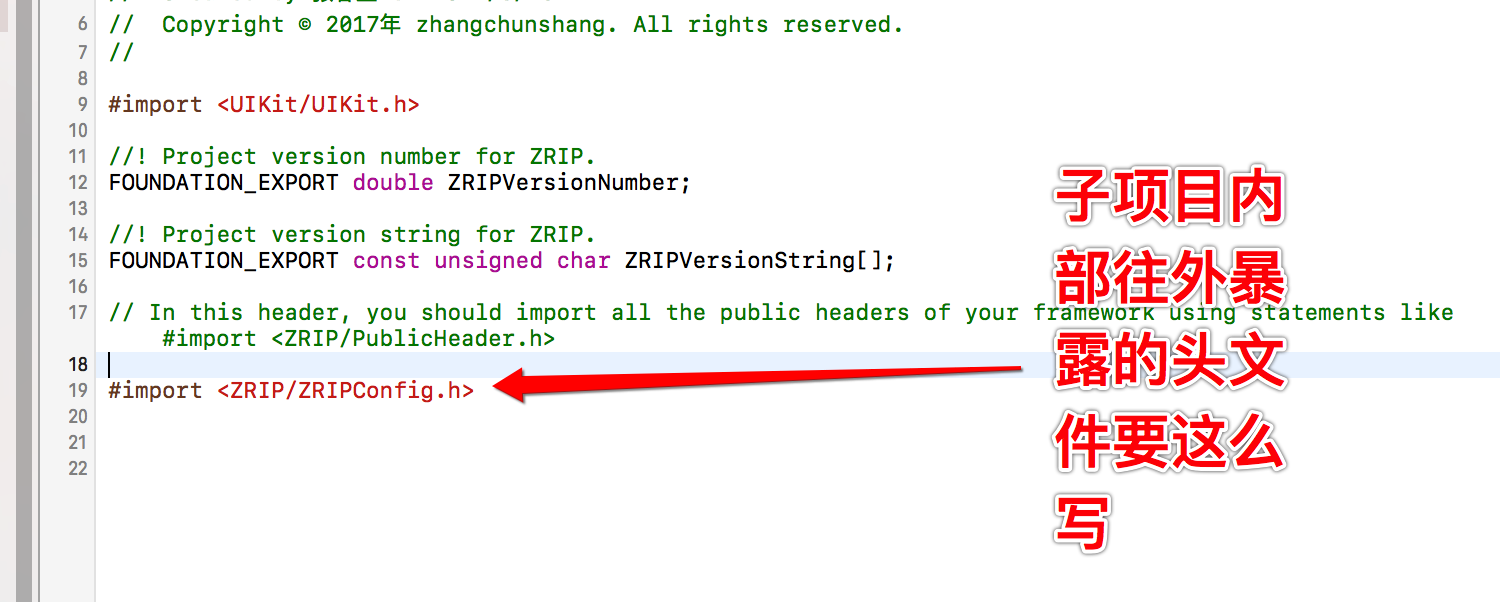 6 //  Copyright © 2017年 zhangchunshang. All rights reserved.
7 //
8
9 #import <UIKit/UIKit.h>
10
11 //! Project version number for ZRIP.
12 FOUNDATION_EXPORT double ZRIPVersionNumber;
13
14 //! Project version string for ZRIP.
15 FOUNDATION_EXPORT const unsigned char ZRIPVersionString[];
16
17 // In this header, you should import all the public headers of your framework using statements like
#import <ZRIP/PublicHeader.h>
18
19 #import <ZRIP/ZRIPConfig.h>
20
21
22
子项目内
部往外暴
露的头文
件要这么
写